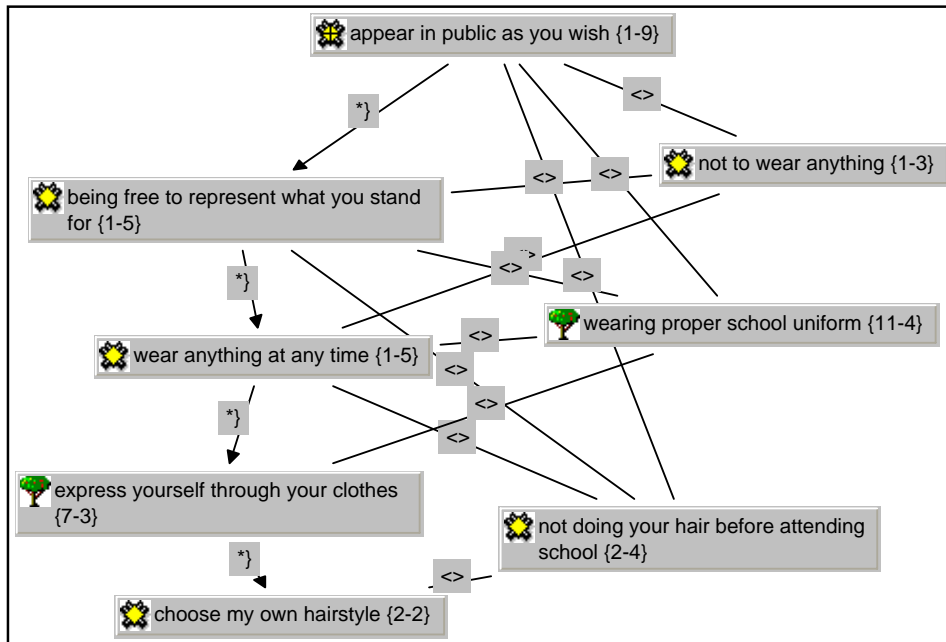 appear in public as you wish {1-9}
<>
*}
not to wear anything {1-3}
<>
<>
being free to represent what you stand
for {1-5}
<>
<>
*}
<>
wearing proper school uniform {11-4}
<>
wear anything at any time {1-5}
<>
<>
*}
<>
express yourself through your clothes
{7-3}
not doing your hair before attending
school {2-4}
*}
<>
choose my own hairstyle {2-2}